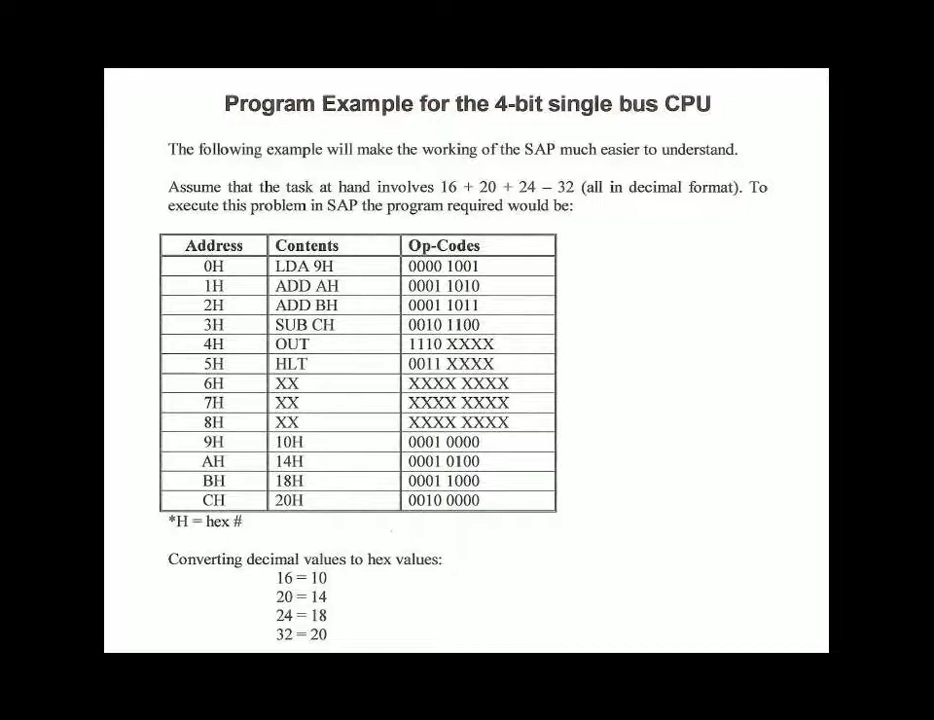 Program Example for the 4-bit single bus CPU
The following example will make the working of the SAP much easier to understand.
Assume that the task at hand involves 16 + 20 + 24 – 32 (all in decimal format). To
execute this problem in SAP the program required would be:
Address Contents Op-Codes
0H LDA 9H 0000 1001
1H ADD AH 0001 1010
2H ADD BH 0001 1011
3H SUB CH 0010 1100
4H OUT 1110 XXXX
5H HLT 0011 XXXX
6H XX XXXX XXXX
7H XX XXXX XXXX
8H XX XXXX XXXX
9H 10H 0001 0000
AH 14H 0001 0100
BH 18H 0001 1000
CH 20H 0010 0000
*H = hex #
Converting decimal values to hex values:
16 = 10
20 = 14
24 = 18
32 = 20